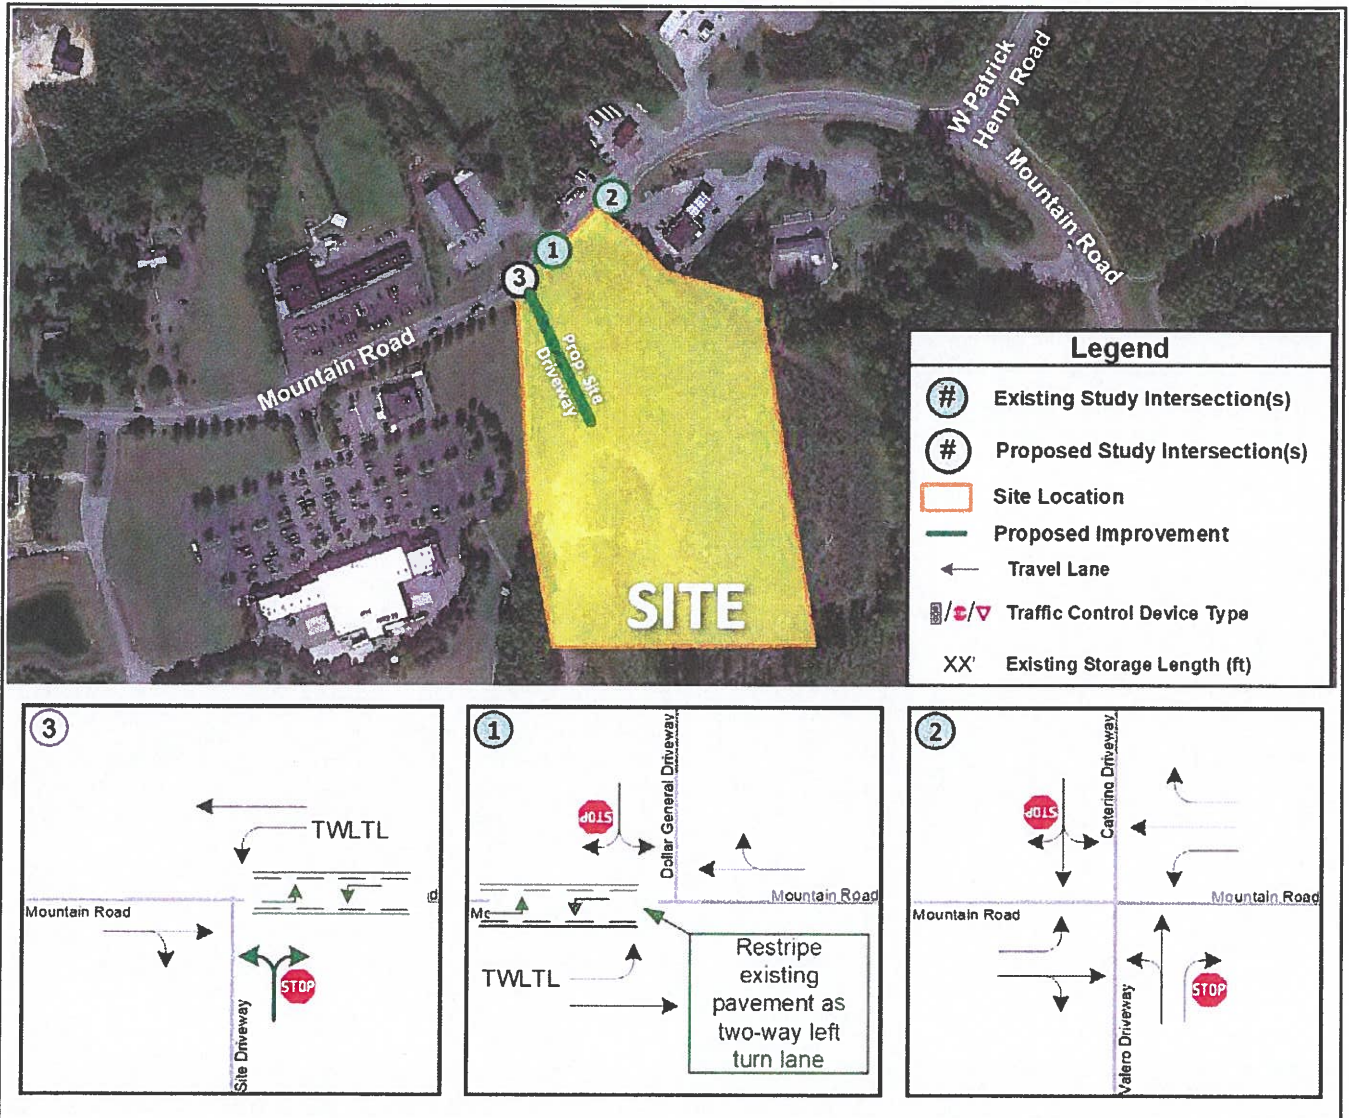 W Patrick
Henry Road
Mountain Road
2
1
3
Prop. Site
Driveway
Mountain Road
SITE
Legend
# Existing Study Intersection(s)
# Proposed Study Intersection(s)
Site Location
Proposed Improvement
Travel Lane
/ / Traffic Control Device Type
XX' Existing Storage Length (ft)
3
TWLTL
Mountain Road
d
STOP
Site Driveway
1
STOP
Dollar General Driveway
Mountain Road
Mo
TWLTL
Restripe
existing
pavement as
two-way left
turn lane
2
STOP
Catering Driveway
Mountain Road
Mountain Road
STOP
Valero Driveway